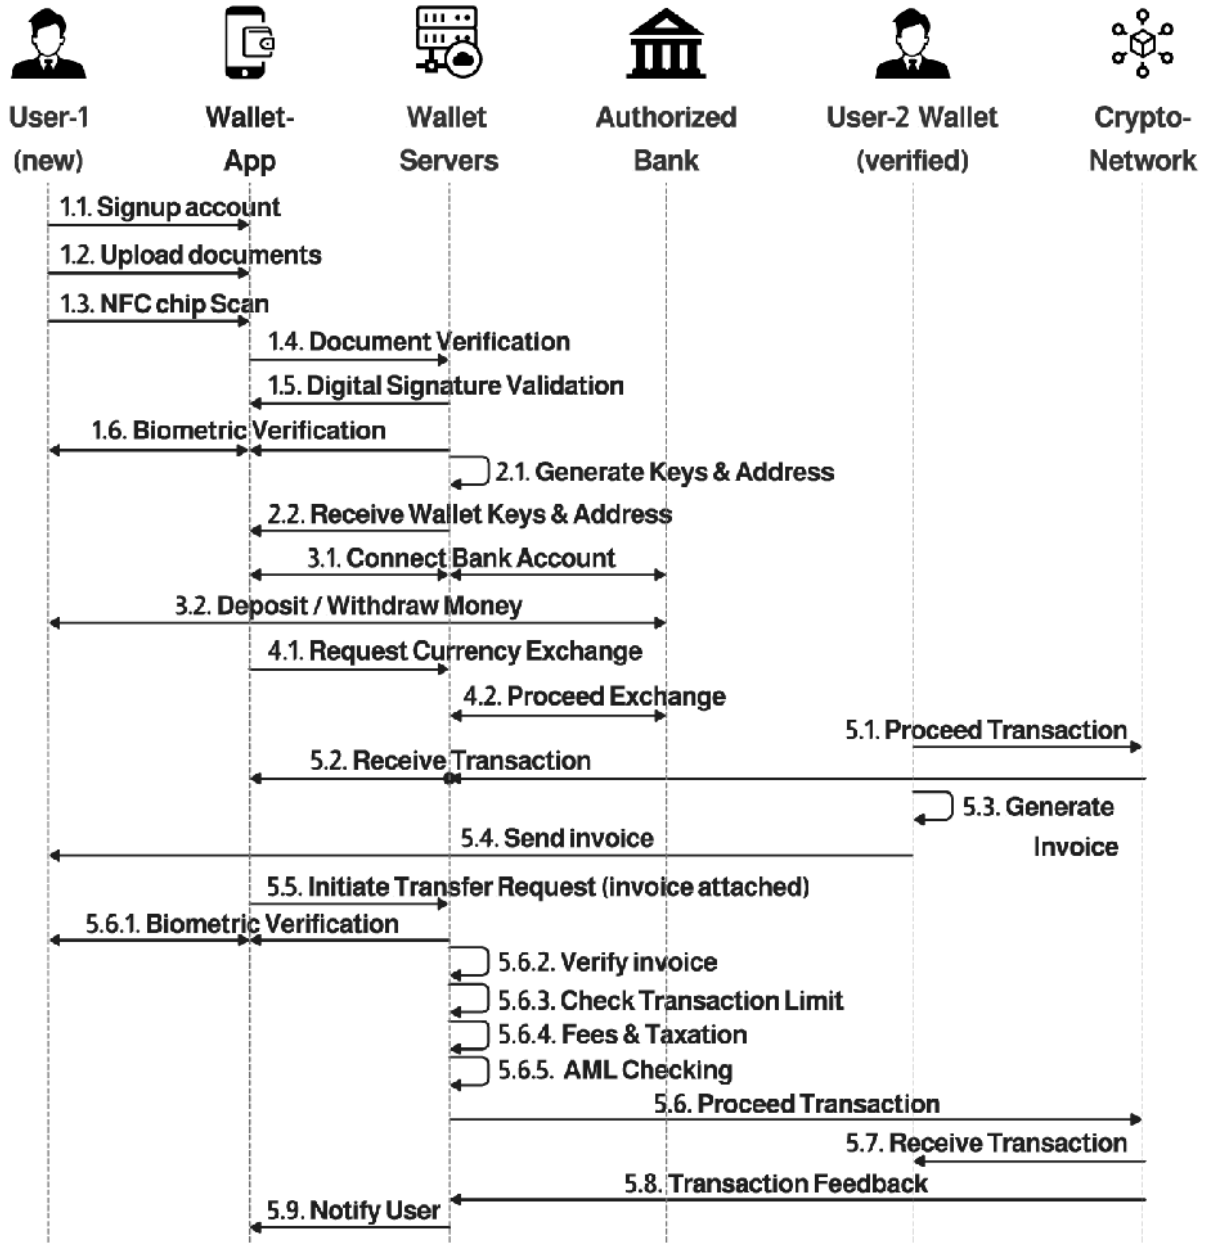 User-1 Wallet- Wallet Authorized User-2 Wallet Crypto-
(new) App Servers Bank (verified) Network
1.1. Signup account
1.2. Upload documents
1.3. NFC chip Scan
1.4. Document Verification
1.5. Digital Signature Validation
1.6. Biometric Verification
2.1. Generate Keys & Address
2.2. Receive Wallet Keys & Address
3.1. Connect Bank Account
3.2. Deposit / Withdraw Money
4.1. Request Currency Exchange
4.2. Proceed Exchange
5.1. Proceed Transaction
5.2. Receive Transaction
5.3. Generate
Invoice
5.4. Send invoice
5.5. Initiate Transfer Request (invoice attached)
5.6.1. Biometric Verification
5.6.2. Verify invoice
5.6.3. Check Transaction Limit
5.6.4. Fees & Taxation
5.6.5. AML Checking
5.6. Proceed Transaction
5.7. Receive Transaction
5.8. Transaction Feedback
5.9. Notify User